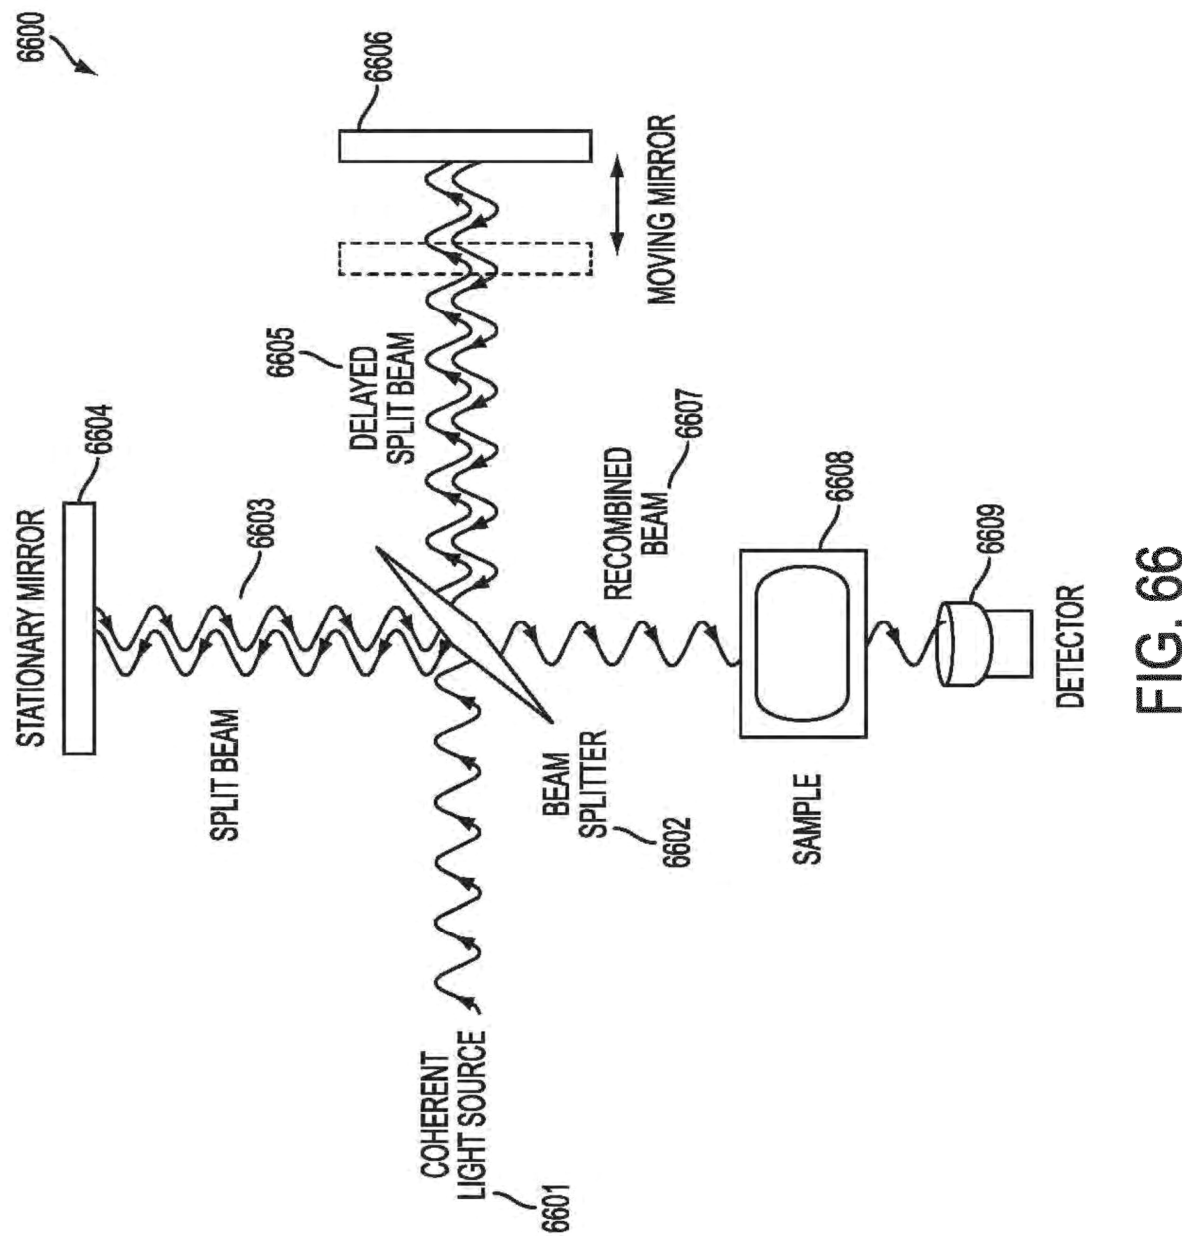 6600
6606
MOVING MIRROR
6605
DELAYED
SPLIT BEAM
6604
STATIONARY MIRROR
6603
SPLIT BEAM
6607
RECOMBINED
BEAM
6608
SAMPLE
6609
DETECTOR
BEAM
SPLITTER
6602
COHERENT
LIGHT SOURCE
6601
FIG. 66